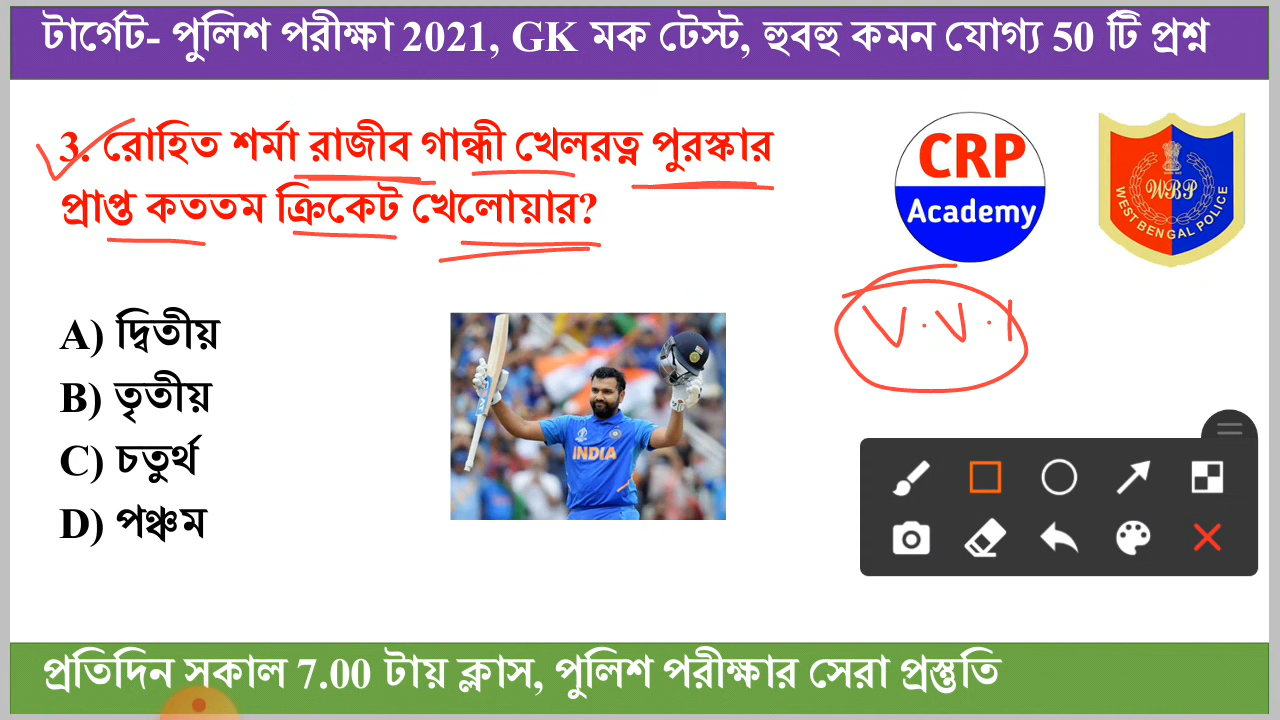 টার্গেট- পুলিশ পরীক্ষা 2021, GK মক টেস্ট, হুবহু কমন যোগ্য 50 টি প্রশ্ন
3. রোহিত শর্মা রাজীব গান্ধী খেলরত্ন পুরস্কার
প্রাপ্ত কততম ক্রিকেট খেলোয়ার?
CRP
Academy
WBP
WEST BENGAL POLICE
V.V.I
A) দ্বিতীয়
B) তৃতীয়
C) চতুর্থ
D) পঞ্চম
INDIA
প্রতিদিন সকাল 7.00 টায় ক্লাস, পুলিশ পরীক্ষার সেরা প্রস্তুতি